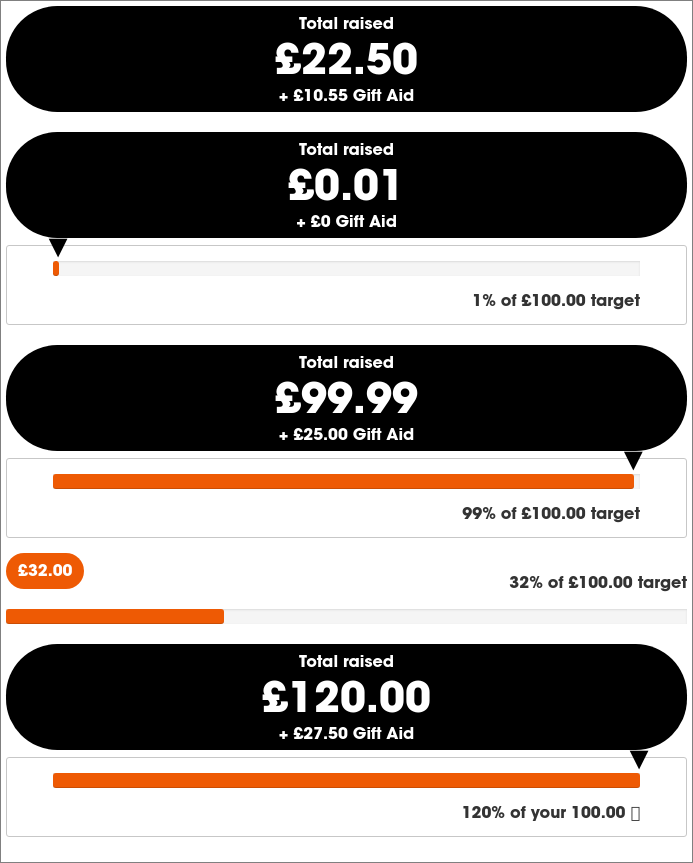 Total raised
£22.50
+ £10.55 Gift Aid
Total raised
£0.01
+ £0 Gift Aid
1% of £100.00 target
Total raised
£99.99
+ £25.00 Gift Aid
99% of £100.00 target
£32.00
32% of £100.00 target
Total raised
£120.00
+ £27.50 Gift Aid
120% of your 100.00